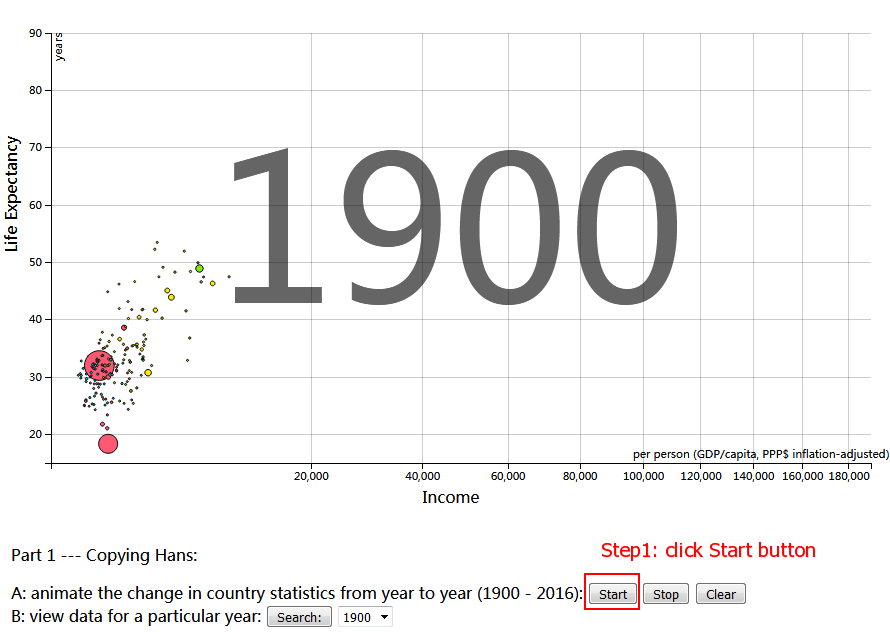 90
years
80
70
60
50
40
30
20
Life Expectancy
1900
per person (GDP/capita, PPP$ inflation-adjusted)
20,000 40,000 60,000 80,000 100,000 120,000 140,000 160,000 180,000
Income
Step1: click Start button
Part 1 --- Copying Hans:
A: animate the change in country statistics from year to year (1900 - 2016): Start Stop Clear
B: view data for a particular year: Search: 1900